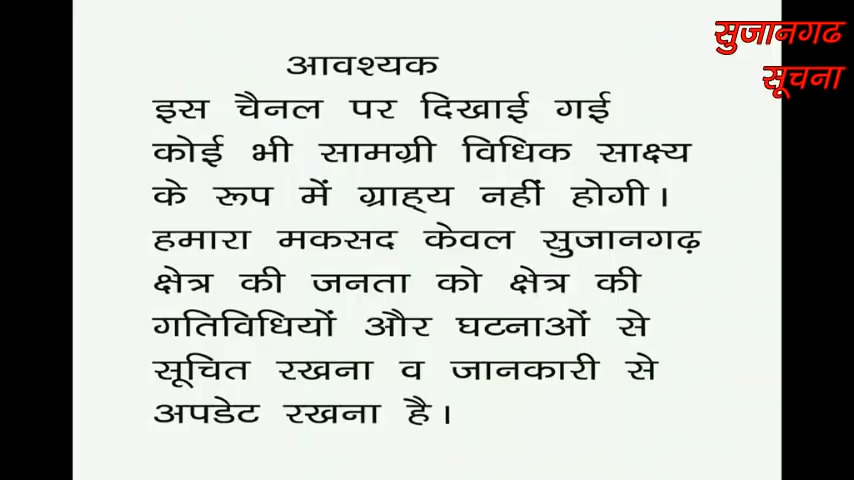 सुजानगढ
सूचना
आवश्यक
इस चैनल पर दिखाई गई
कोई भी सामग्री विधिक साक्ष्य
के रूप में ग्राह्य नहीं होगी।
हमारा मकसद केवल सुजानगढ़
क्षेत्र की जनता को क्षेत्र की
गतिविधियों और घटनाओं से
सूचित रखना व जानकारी से
अपडेट रखना है।